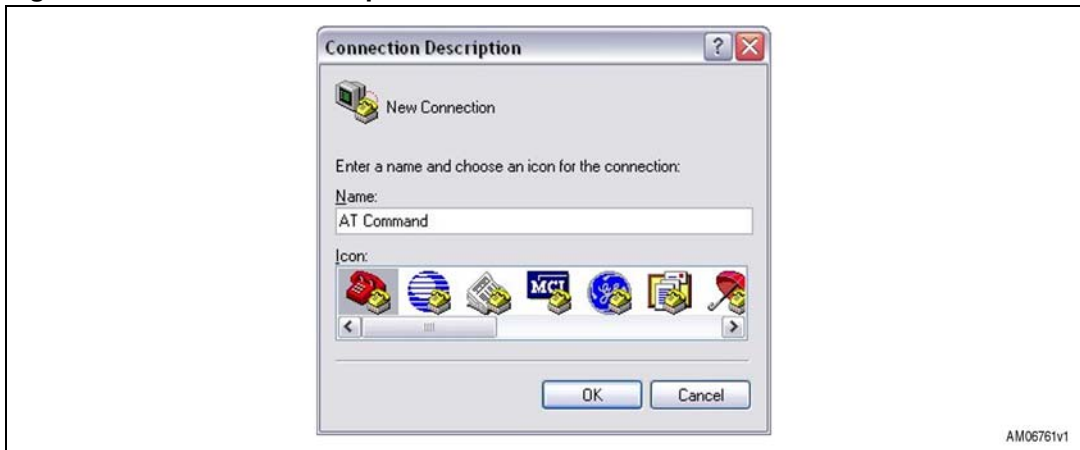 Connection Description
New Connection
Enter a name and choose an icon for the connection:
Name:
AT Command
Icon:
MCI
OK Cancel
AM06761v1